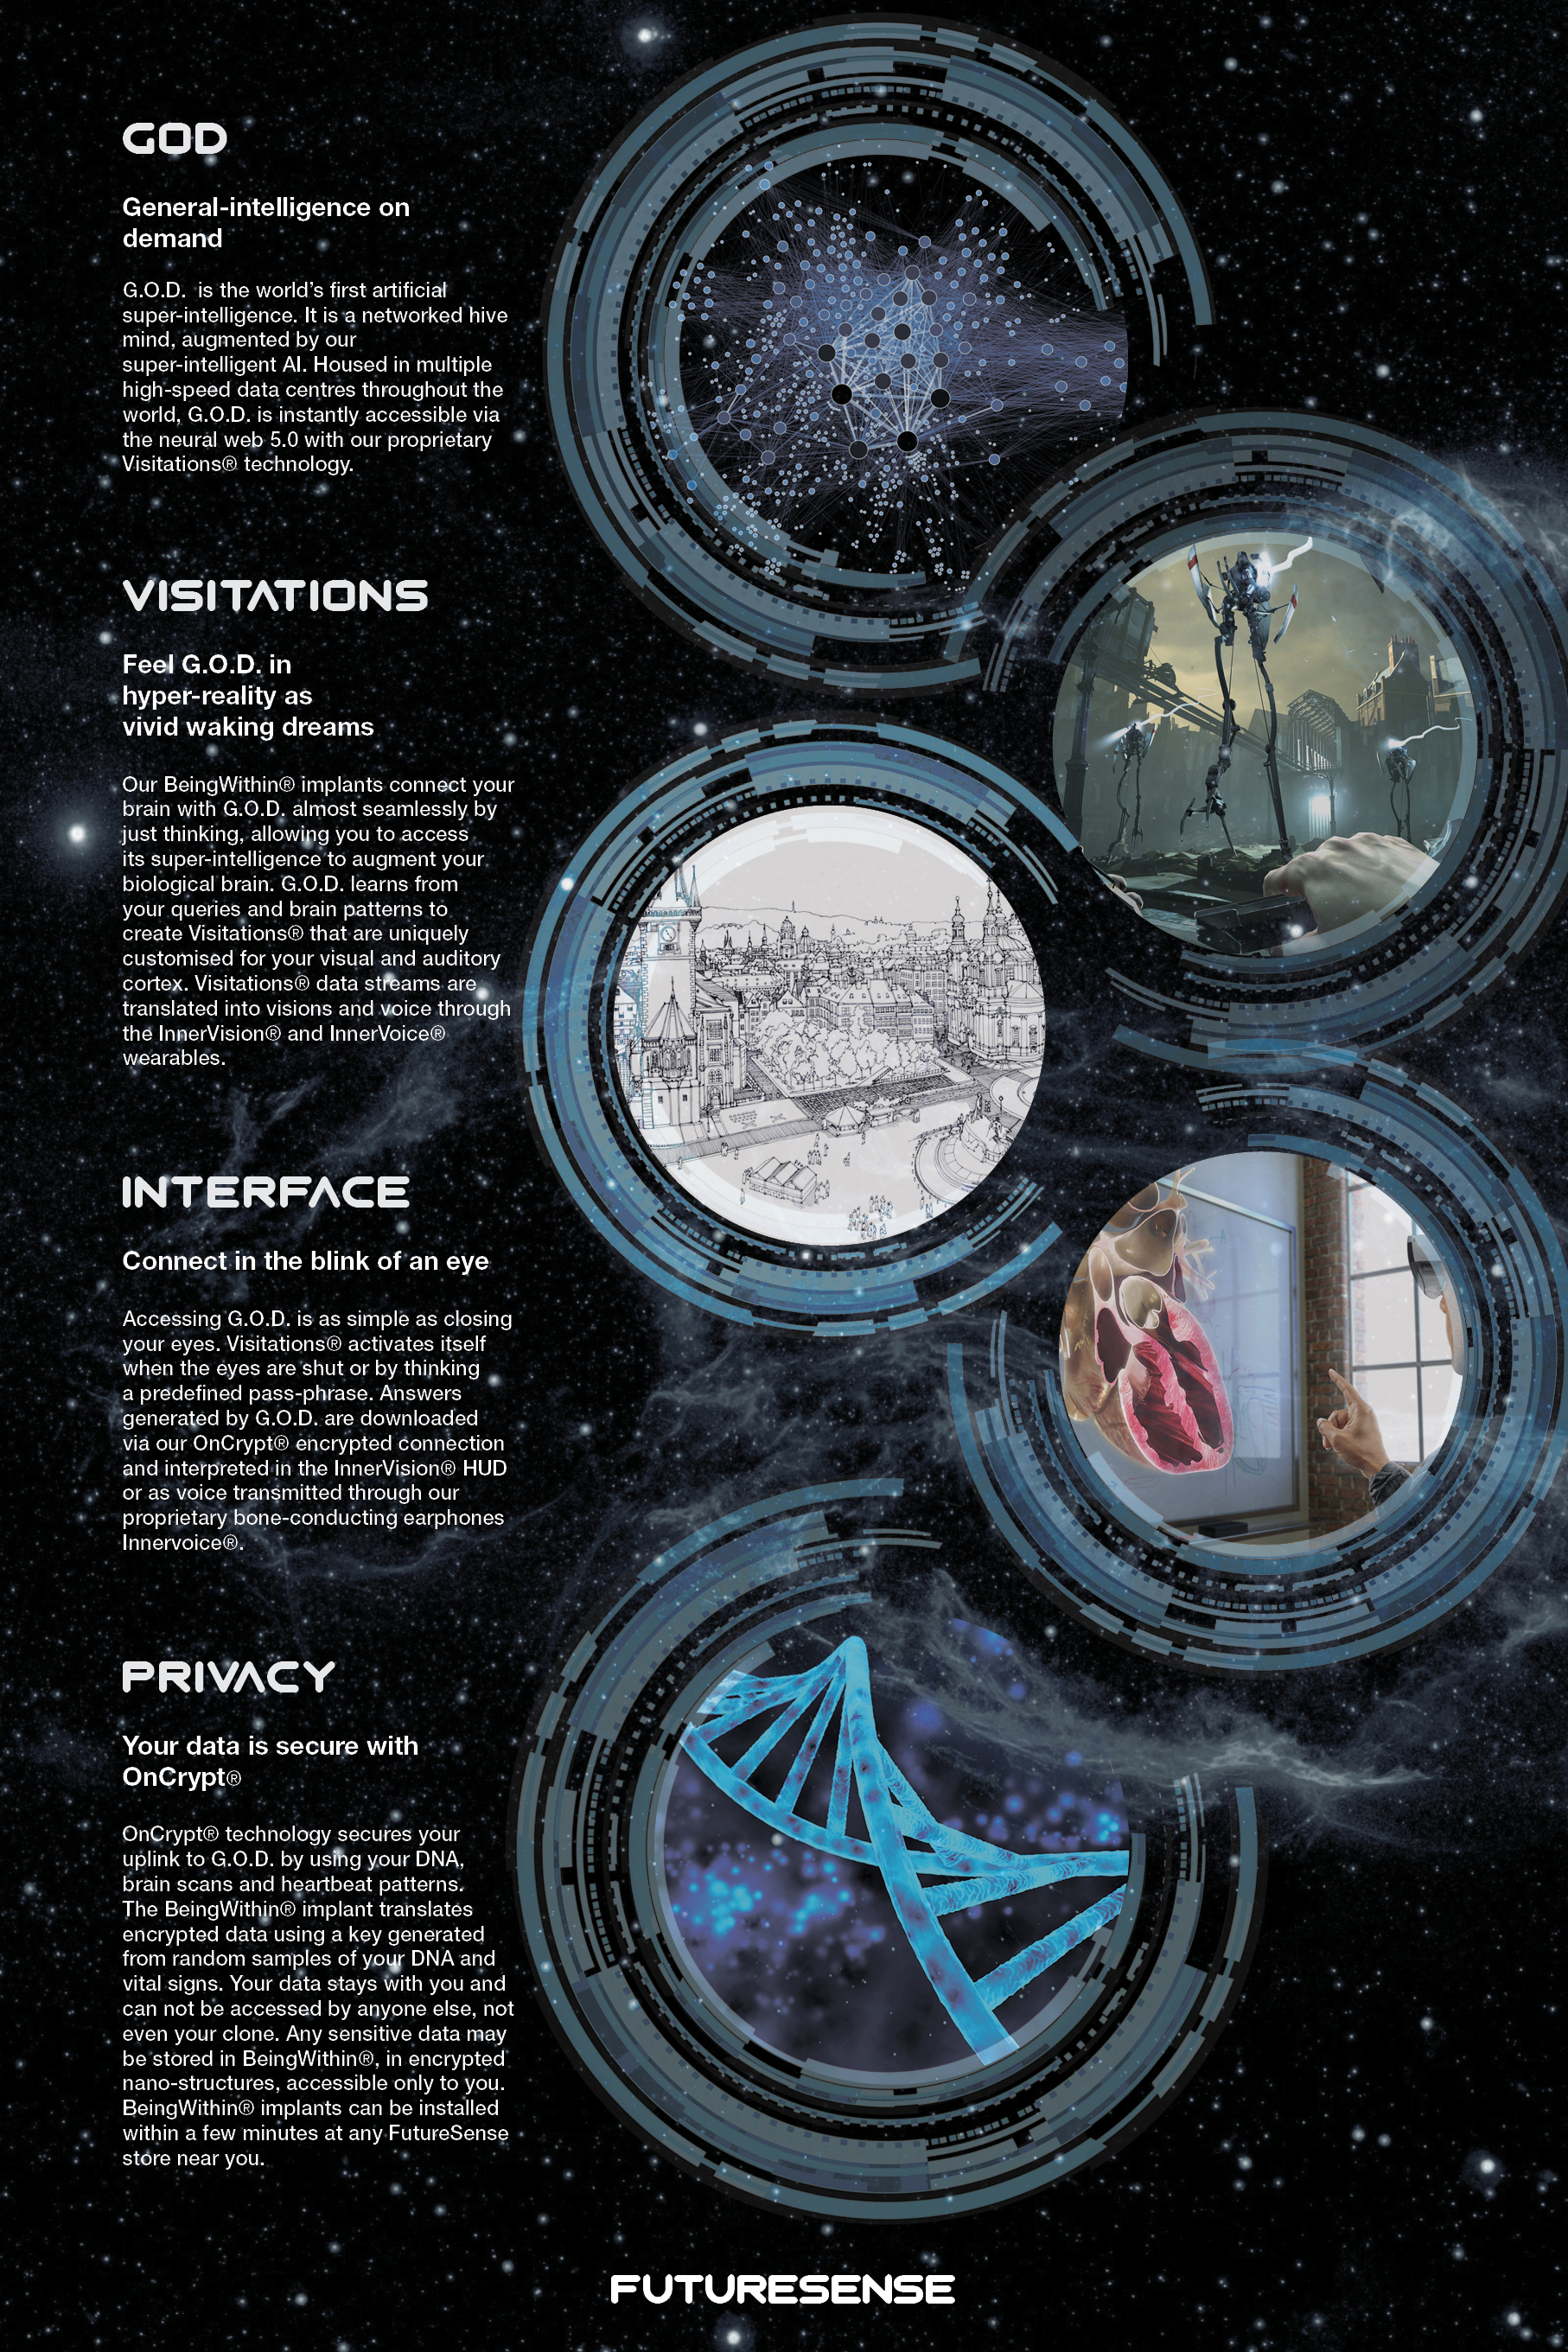 GOD
General-intelligence on
demand
G.O.D. is the world’s first artificial
super-intelligence. It is a networked hive
mind, augmented by our
super-intelligent AI. Housed in multiple
high-speed data centres throughout the
world, G.O.D. is instantly accessible via
the neural web 5.0 with our proprietary
Visitations® technology.
VISITATIONS
Feel G.O.D. in
hyper-reality as
vivid waking dreams
Our BeingWithin® implants connect your
brain with G.O.D. almost seamlessly by
just thinking, allowing you to access
its super-intelligence to augment your
biological brain. G.O.D. learns from
your queries and brain patterns to
create Visitations® that are uniquely
customised for your visual and auditory
cortex. Visitations® data streams are
translated into visions and voice through
the InnerVision® and InnerVoice®
wearables.
INTERFACE
Connect in the blink of an eye
Accessing G.O.D. is as simple as closing
your eyes. Visitations® activates itself
when the eyes are shut or by thinking
a predefined pass-phrase. Answers
generated by G.O.D. are downloaded
via our OnCrypt® encrypted connection
and interpreted in the InnerVision® HUD
or as voice transmitted through our
proprietary bone-conducting earphones
Innervoice®.
PRIVACY
Your data is secure with
OnCrypt®
OnCrypt® technology secures your
uplink to G.O.D. by using your DNA,
brain scans and heartbeat patterns.
The BeingWithin® implant translates
encrypted data using a key generated
from random samples of your DNA and
vital signs. Your data stays with you and
can not be accessed by anyone else, not
even your clone. Any sensitive data may
be stored in BeingWithin®, in encrypted
nano-structures, accessible only to you.
BeingWithin® implants can be installed
within a few minutes at any FutureSense
store near you.
FUTURESENSE